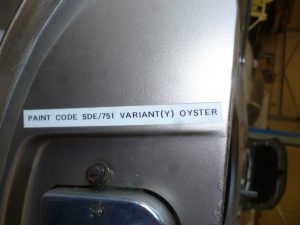 PAINT CODE SDE/751 VARIANT(Y) OYSTER